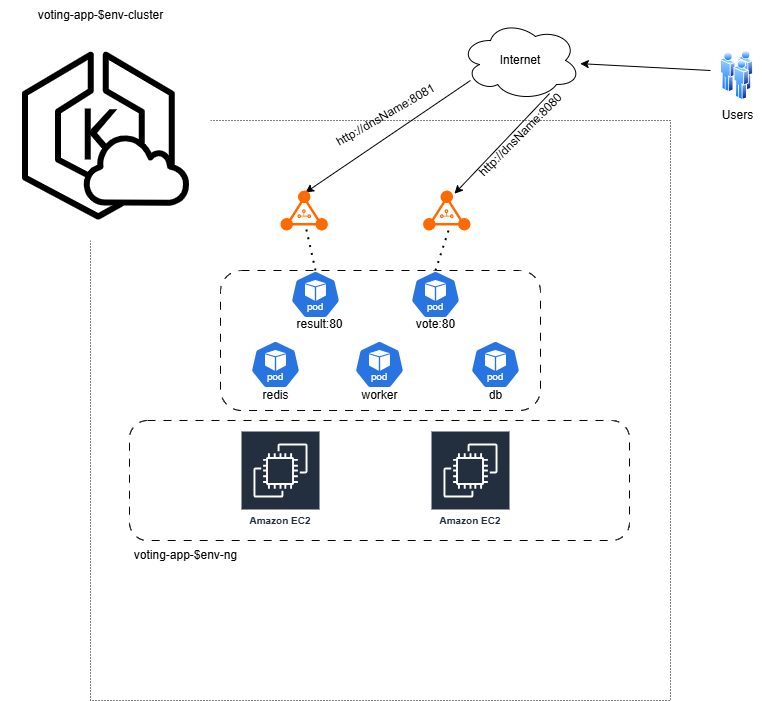 voting-app-$env-cluster
Internet
Users
http://dnsName:8081
http://dnsName:8080
K
pod
pod
result:80
vote:80
pod
pod
pod
redis
worker
db
Amazon EC2
Amazon EC2
voting-app-$env-ng